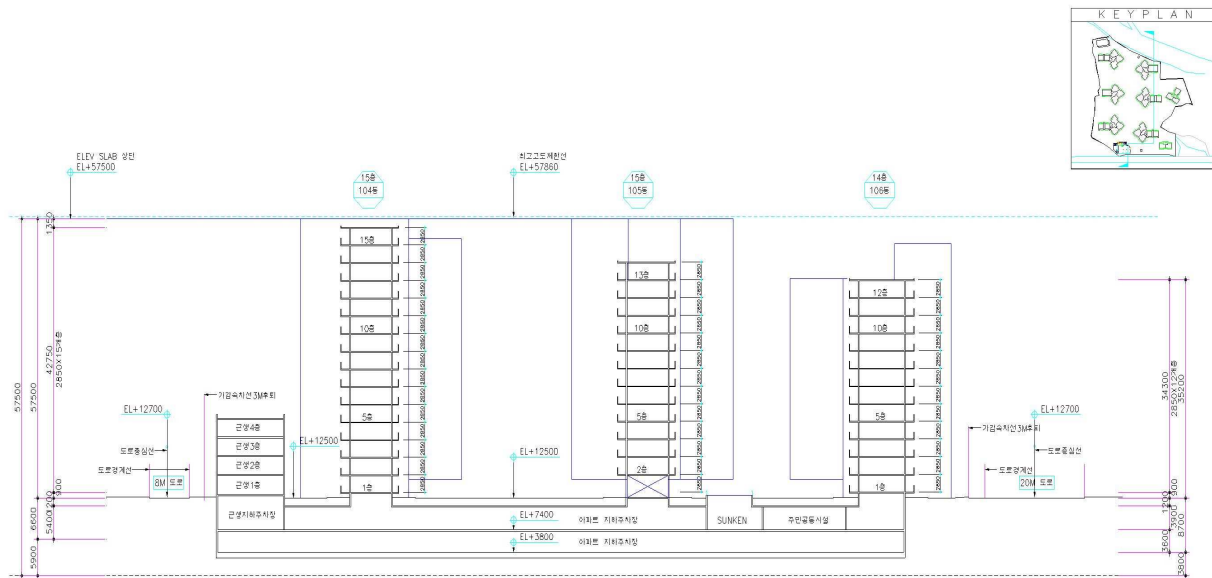 KEYPLAN
ELEV SLAB 상단
EL+57500
최고고도제한선
EL+57860
15층
104동
15층
105동
14층
106동
15층
13층
12층
10층
10층
10층
5층
5층
5층
2층
1층
1층
2850
57500
57500
1350
42750
2850X15개층
900
1200
5400
6600
5900
34300
2850X12개층
35200
900
1200
3900
8700
3600
3800
기감속차선3M후퇴
EL+12700
도로중심선
도로경계선
8M 도로
근생4층
근생3층
근생2층
근생1층
근생지하주차장
EL+12500
EL+12500
EL+7400
아파트 지하주차장
SUNKEN
주민공동시설
EL+3800
아파트 지하주차장
기감속차선3M후퇴
EL+12700
도로중심선
도로경계선
20M 도로